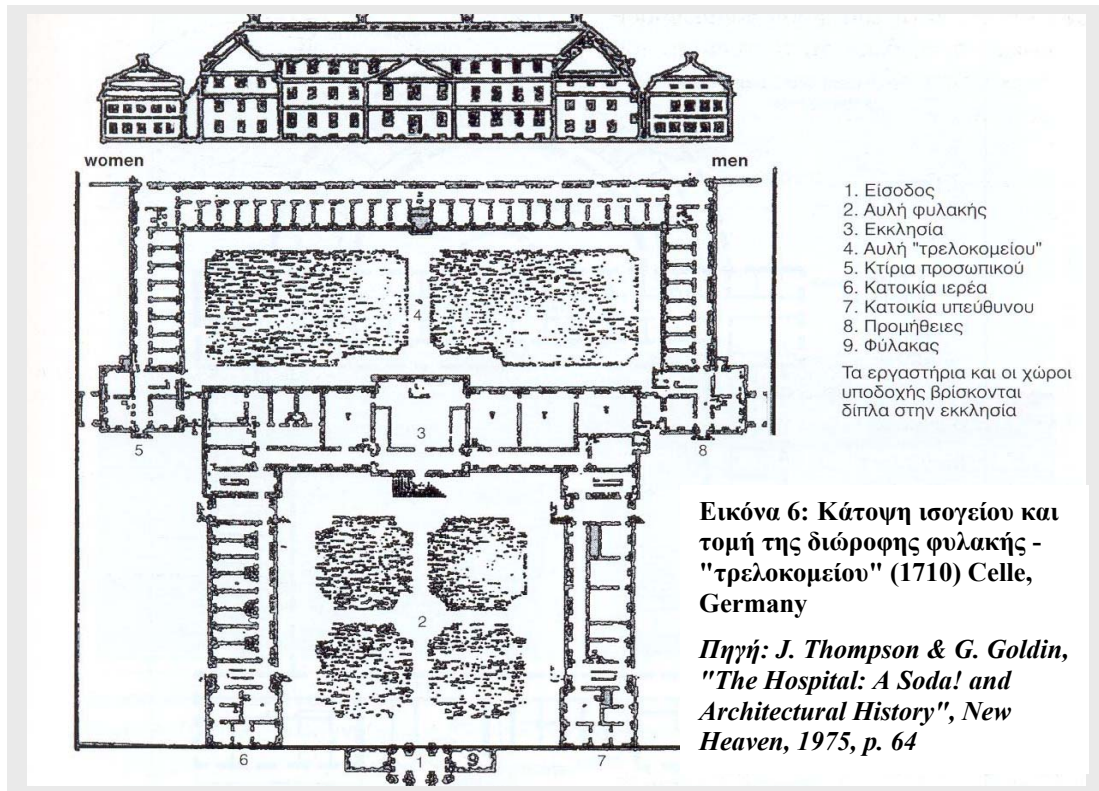 women
men
1. Είσοδος
2. Αυλή φυλακής
3. Εκκλησία
4. Αυλή "τρελοκομείου"
5. Κτίρια προσωπικού
6. Κατοικία ιερέα
7. Κατοικία υπεύθυνου
8. Προμήθειες
9. Φύλακας
Τα εργαστήρια και οι χώροι
υποδοχής βρίσκονται
δίπλα στην εκκλησία
4
3
5
8
2
6
1
9
7
Εικόνα 6: Κάτοψη ισογείου και
τομή της διώροφης φυλακής -
"τρελοκομείου" (1710) Celle,
Germany
Πηγή: J. Thompson & G. Goldin,
"The Hospital: A Soda! and
Architectural History", New
Heaven, 1975, p. 64